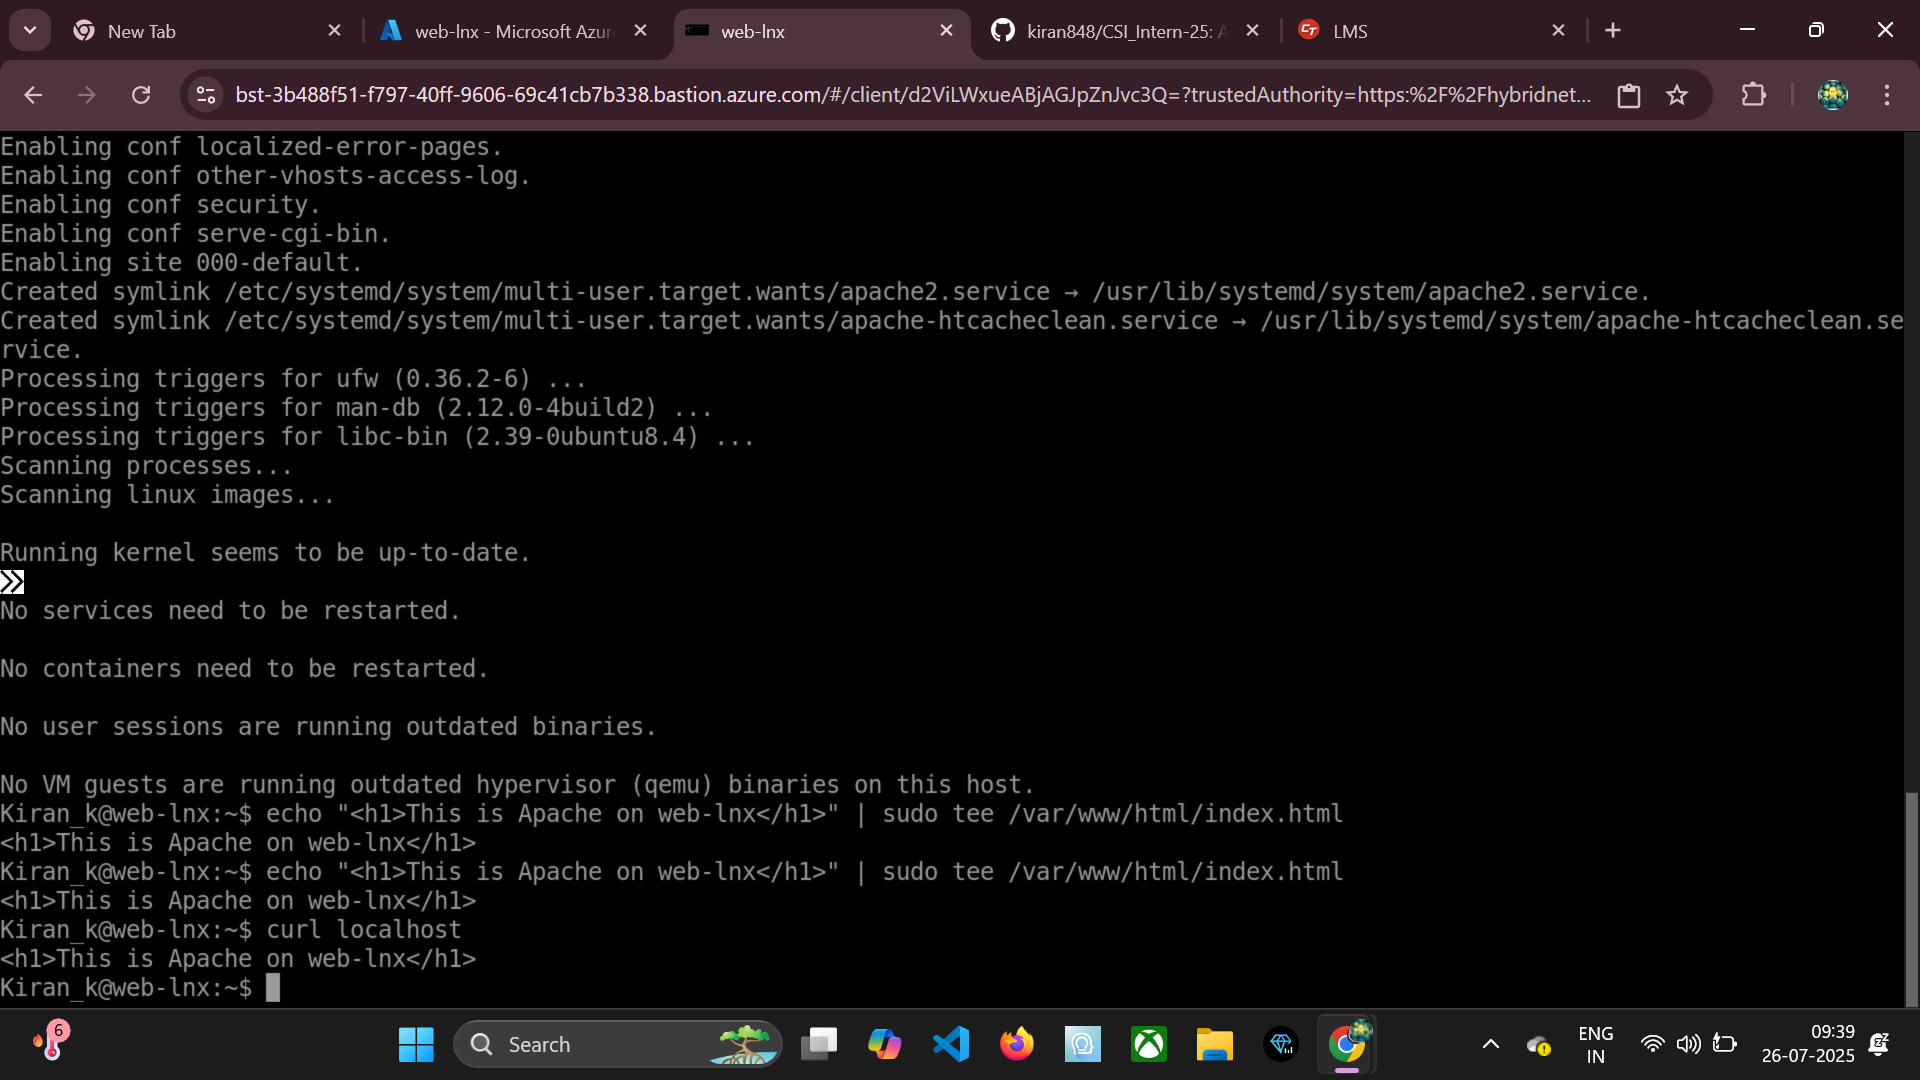 New Tab
web-lnx - Microsoft Azur
web-lnx
kiran848/CSI_Intern-25: A
LMS
bst-3b488f51-f797-40ff-9606-69c41cb7b338.bastion.azure.com/#/client/d2ViLWxueABjAGJpZnJvc3Q=?trustedAuthority=https:%2F%2Fhybridnet...
Enabling conf localized-error-pages.
Enabling conf other-vhosts-access-log.
Enabling conf security.
Enabling conf serve-cgi-bin.
Enabling site 000-default.
Created symlink /etc/systemd/system/multi-user.target.wants/apache2.service → /usr/lib/systemd/system/apache2.service.
Created symlink /etc/systemd/system/multi-user.target.wants/apache-htcacheclean.service → /usr/lib/systemd/system/apache-htcacheclean.se
rvice.
Processing triggers for ufw (0.36.2-6) ...
Processing triggers for man-db (2.12.0-4build2) ...
Processing triggers for libc-bin (2.39-0ubuntu8.4) ...
Scanning processes...
Scanning linux images...
Running kernel seems to be up-to-date.
No services need to be restarted.
No containers need to be restarted.
No user sessions are running outdated binaries.
No VM guests are running outdated hypervisor (qemu) binaries on this host.
Kiran_k@web-lnx:~$ echo "<h1>This is Apache on web-lnx</h1>" | sudo tee /var/www/html/index.html
<h1>This is Apache on web-lnx</h1>
Kiran_k@web-lnx:~$ echo "<h1>This is Apache on web-lnx</h1>" | sudo tee /var/www/html/index.html
<h1>This is Apache on web-lnx</h1>
Kiran_k@web-lnx:~$ curl localhost
<h1>This is Apache on web-lnx</h1>
Kiran_k@web-lnx:~$
6
Search
ENG
IN
09:39
26-07-2025